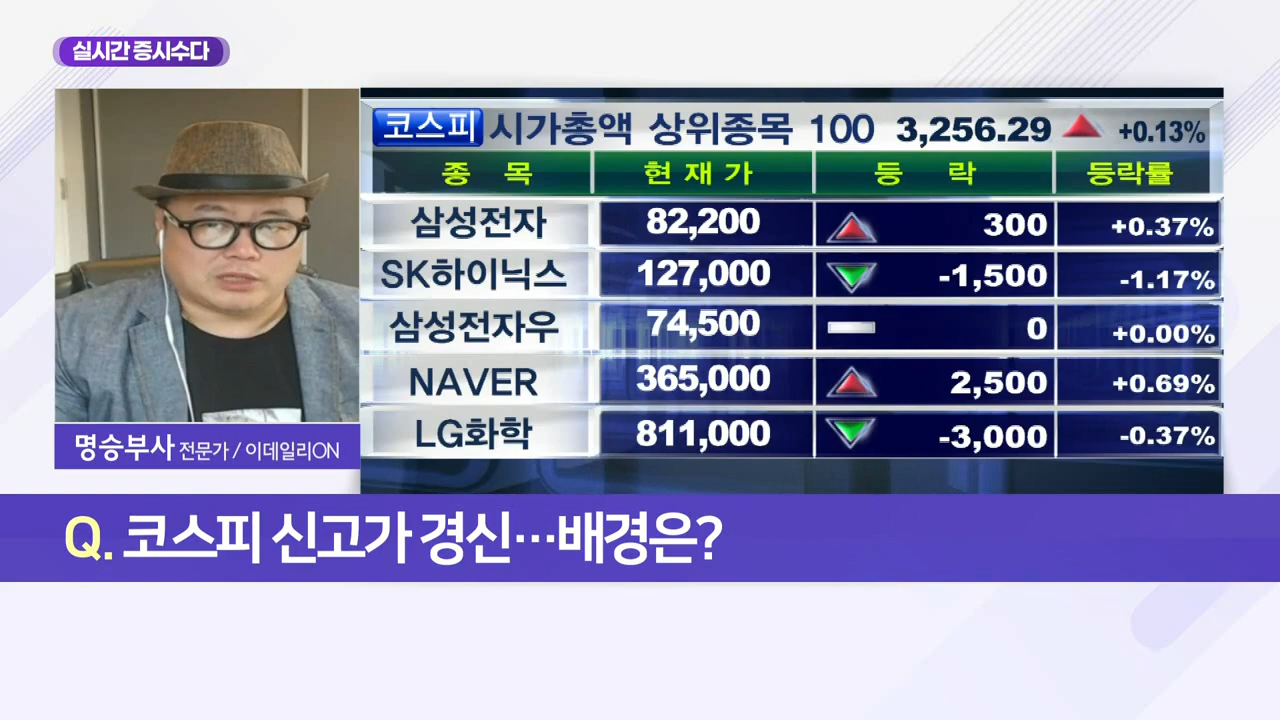 실시간 증시수다
코스피 시가총액 상위종목 100 3,256.29 +0.13%
종 목 현 재 가 등 락 등락률
삼성전자 82,200 300 +0.37%
SK하이닉스 127,000 -1,500 -1.17%
삼성전자우 74,500 0 +0.00%
NAVER 365,000 2,500 +0.69%
LG화학 811,000 -3,000 -0.37%
명승부사 전문가 / 이데일리ON
Q. 코스피 신고가 경신…배경은?